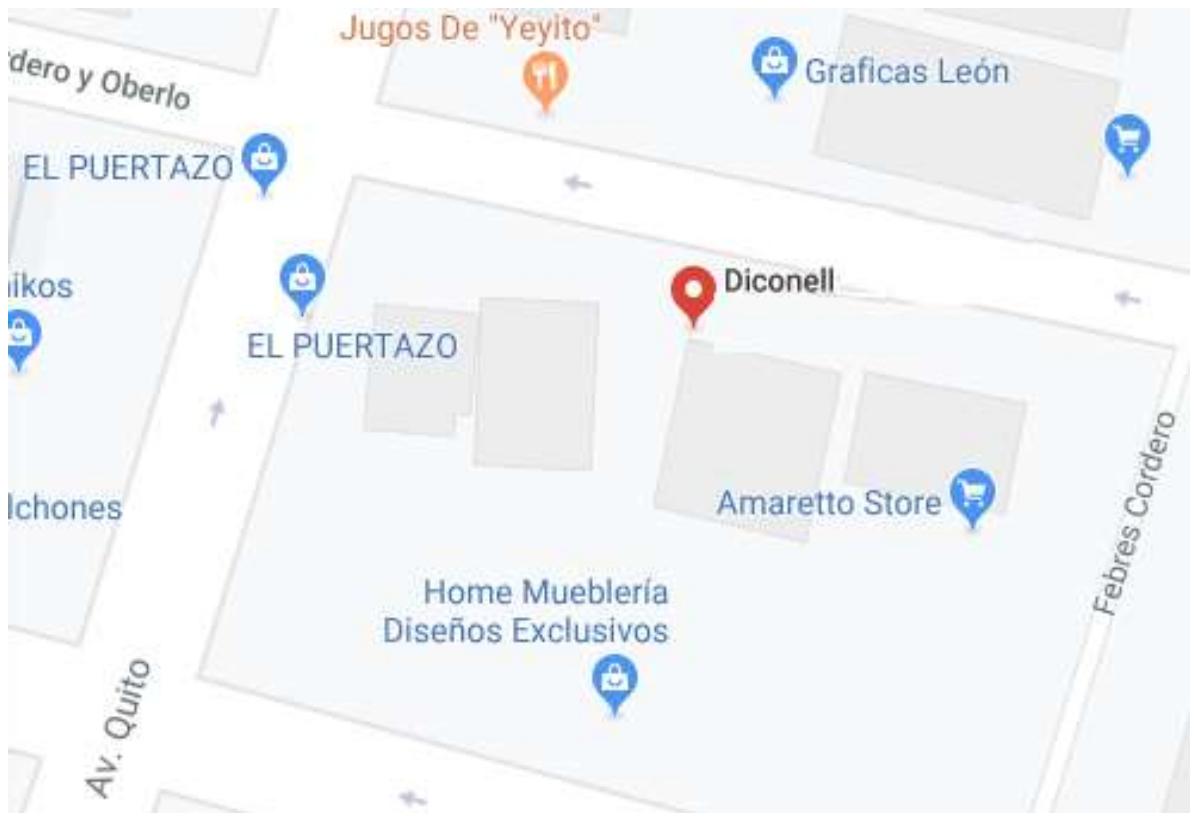 Jugos De "Yeyito"
dero y Oberlo
Graficas León
EL PUERTAZO
ikos
EL PUERTAZO
Diconell
lchones
Amaretto Store
Febres Cordero
Home Mueblería
Diseños Exclusivos
Av. Quito